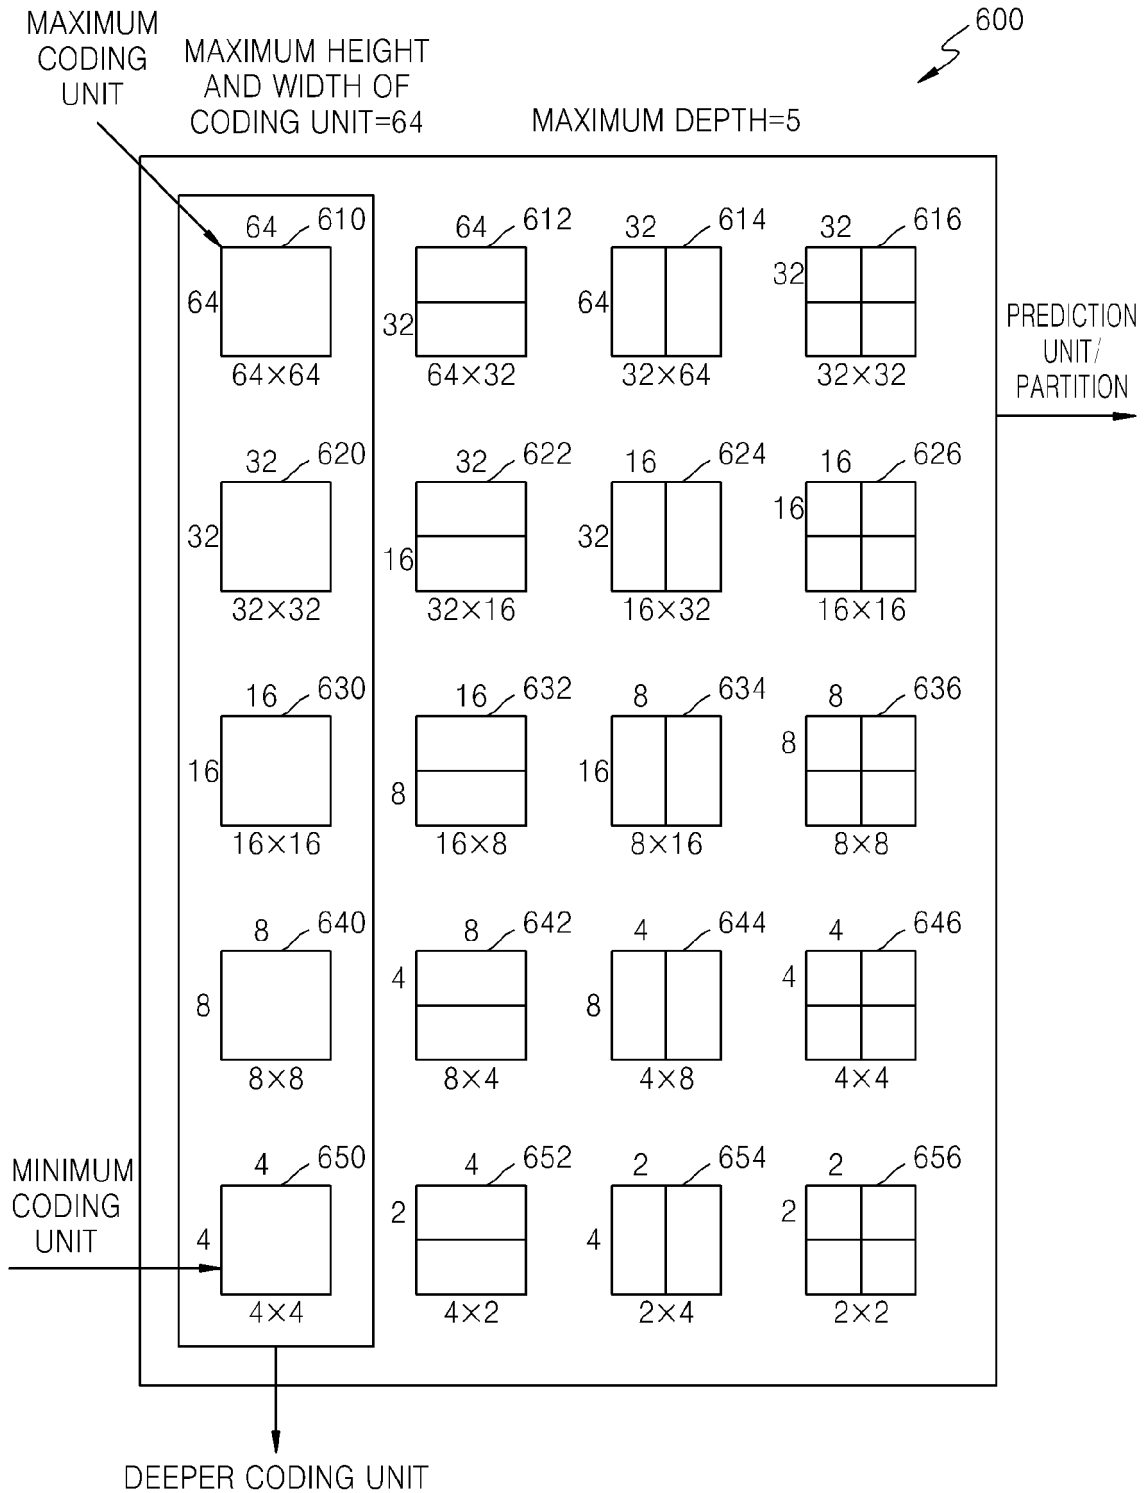 600
MAXIMUM
CODING
UNIT
MAXIMUM HEIGHT
AND WIDTH OF
CODING UNIT=64
MAXIMUM DEPTH=5
64 610 64 612 32 614 32 616
64 32 64 32
64×64 64×32 32×64 32×32
PREDICTION
UNIT/
PARTITION
32 620 32 622 16 624 16 626
32 16 32 16
32×32 32×16 16×32 16×16
16 630 16 632 8 634 8 636
16 8 16 8
16×16 16×8 8×16 8×8
8 640 8 642 4 644 4 646
8 4 8 4
8×8 8×4 4×8 4×4
MINIMUM
CODING
UNIT
4 650 4 652 2 654 2 656
4 2 4 2
4×4 4×2 2×4 2×2
DEEPER CODING UNIT